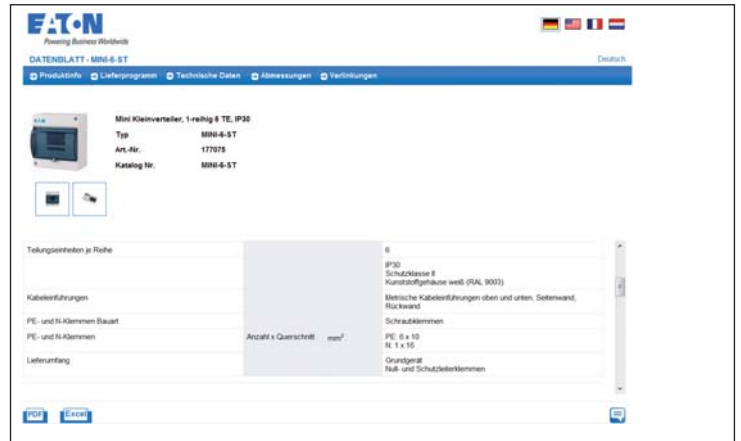 EATON
Powering Business Worldwide
DATENBLATT - MINI-6-ST
Deutsch
Produktinfo Lieferprogramm Technische Daten Abmessungen Verlinkungen
Mini Kleinverteiler, 1-reihig 6 TE, IP30
Typ MINI-6-ST
Art.-Nr. 177075
Katalog Nr. MINI-6-ST
Teilungseinheiten je Reihe 6
IP30
Schutzklasse II
Kunststoffgehäuse weiß (RAL 9003)
Kabeleinführungen Metrische Kabeleinführungen oben und unten, Seitenwand,
Rückwand
PE- und N-Klemmen Bauart Schraubklemmen
PE- und N-Klemmen Anzahl x Querschnitt mm² PE: 6 x 10
N: 1 x 16
Lieferumfang Grundgerät
Null- und Schutzleiterklemmen
PDF Excel